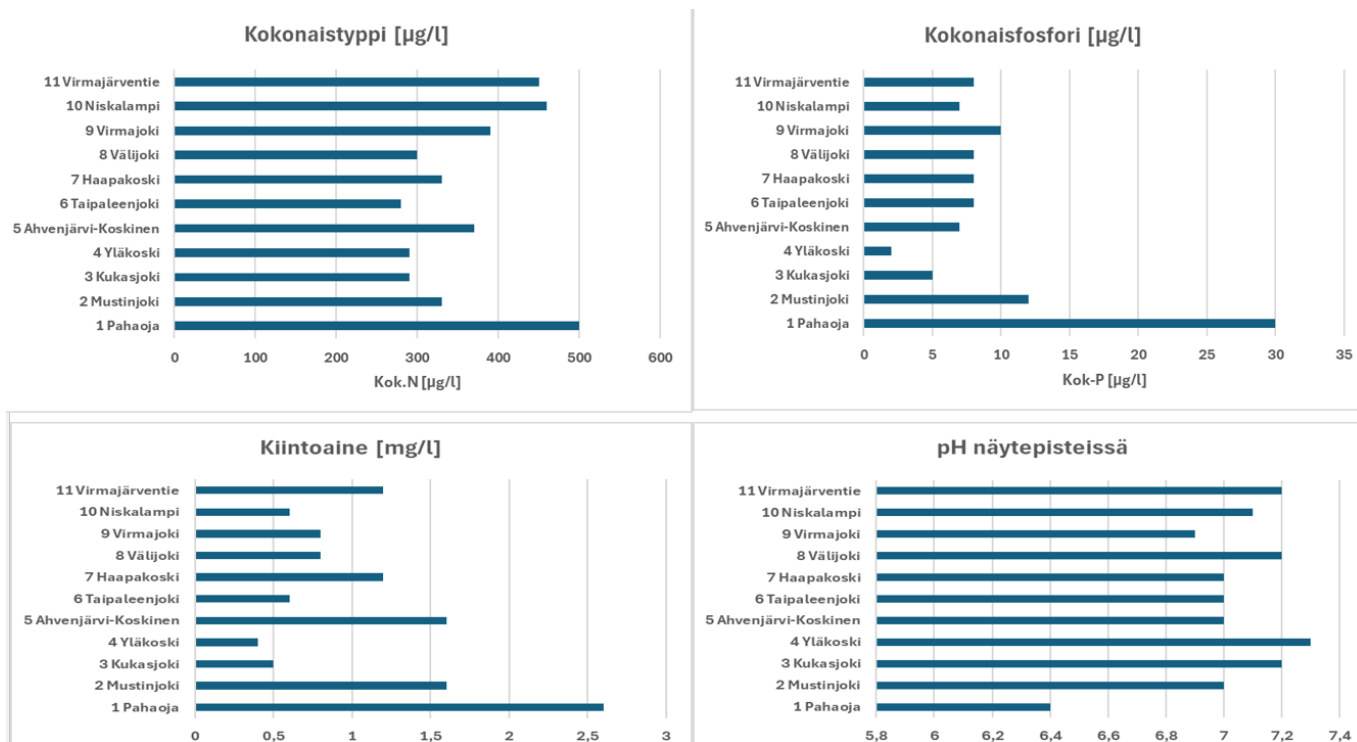 Kokonaistyppi [µg/l]
11 Virmajärventie
10 Niskalampi
9 Virmajoki
8 Välijoki
7 Haapakoski
6 Taipaleenjoki
5 Ahvenjärvi-Koskinen
4 Yläkoski
3 Kukasjoki
2 Mustinjoki
1 Pahaoja
0 100 200 300 400 500 600
Kok.N [µg/l]
Kokonaisfosfori [µg/l]
11 Virmajärventie
10 Niskalampi
9 Virmajoki
8 Välijoki
7 Haapakoski
6 Taipaleenjoki
5 Ahvenjärvi-Koskinen
4 Yläkoski
3 Kukasjoki
2 Mustinjoki
1 Pahaoja
0 5 10 15 20 25 30 35
Kok-P [µg/l]
Kiintoaine [mg/l]
11 Virmajärventie
10 Niskalampi
9 Virmajoki
8 Välijoki
7 Haapakoski
6 Taipaleenjoki
5 Ahvenjärvi-Koskinen
4 Yläkoski
3 Kukasjoki
2 Mustinjoki
1 Pahaoja
0 0,5 1 1,5 2 2,5 3
pH näytepisteissä
11 Virmajärventie
10 Niskalampi
9 Virmajoki
8 Välijoki
7 Haapakoski
6 Taipaleenjoki
5 Ahvenjärvi-Koskinen
4 Yläkoski
3 Kukasjoki
2 Mustinjoki
1 Pahaoja
5,8 6 6,2 6,4 6,6 6,8 7 7,2 7,4